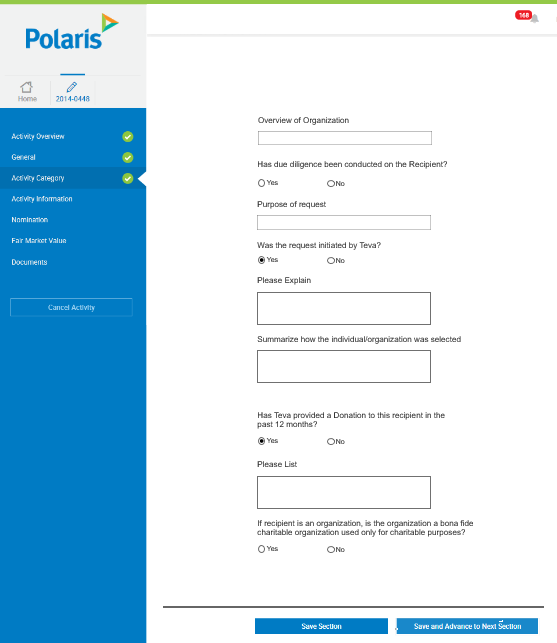 168
Polaris
Home
2014-0448
Activity Overview
General
Activity Category
Activity Information
Nomination
Fair Market Value
Documents
Cancel Activity
Overview of Organization
Has due diligence been conducted on the Recipient?
Yes No
Purpose of request
Was the request initiated by Teva?
Yes No
Please Explain
Summarize how the individual/organization was selected
Has Teva provided a Donation to this recipient in the
past 12 months?
Yes No
Please List
If recipient is an organization, is the organization a bona fide
charitable organization used only for charitable purposes?
Yes No
Save Section
Save and Advance to Next Section